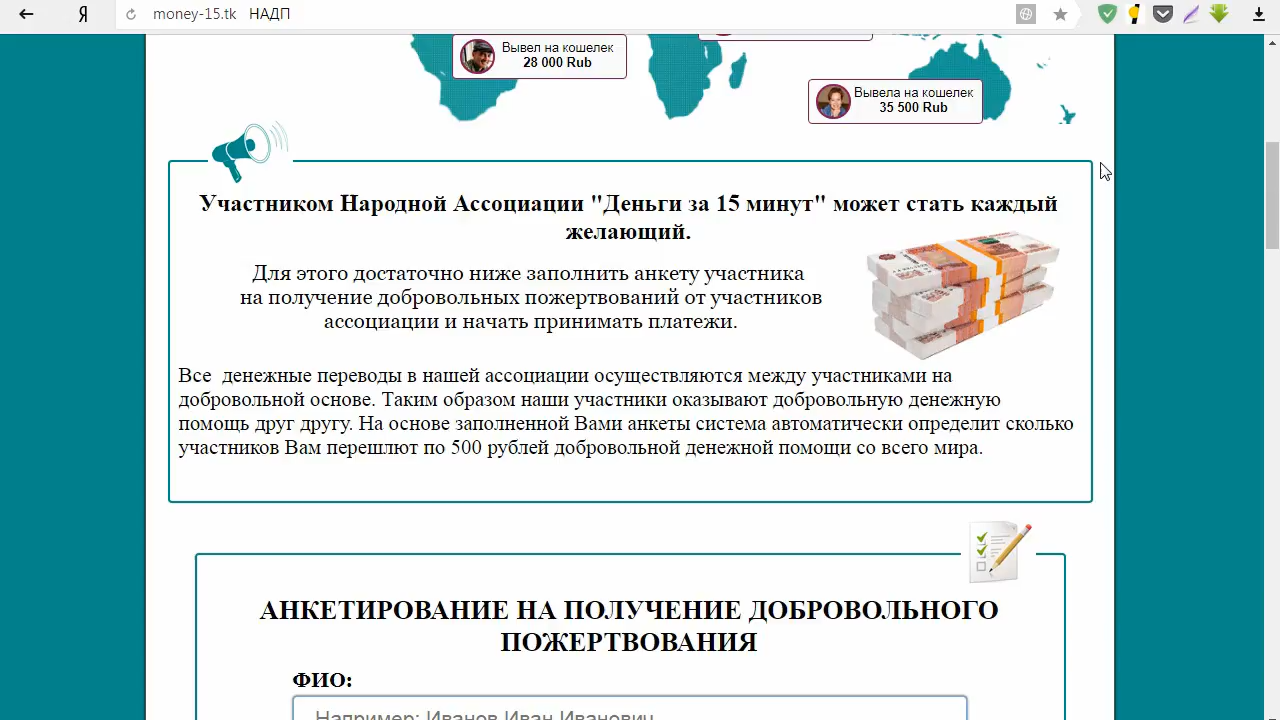 Я
money-15.tk НАДП
Вывел на кошелек
28 000 Rub
Вывела на кошелек
35 500 Rub
Участником Народной Ассоциации "Деньги за 15 минут" может стать каждый
желающий.
Для этого достаточно ниже заполнить анкету участника
на получение добровольных пожертвований от участников
ассоциации и начать принимать платежи.
Все денежные переводы в нашей ассоциации осуществляются между участниками на
добровольной основе. Таким образом наши участники оказывают добровольную денежную
помощь друг другу. На основе заполненной Вами анкеты система автоматически определит сколько
участников Вам перешлют по 500 рублей добровольной денежной помощи со всего мира.
АНКЕТИРОВАНИЕ НА ПОЛУЧЕНИЕ ДОБРОВОЛЬНОГО
ПОЖЕРТВОВАНИЯ
ФИО:
Например: Иванов Иван Иванович